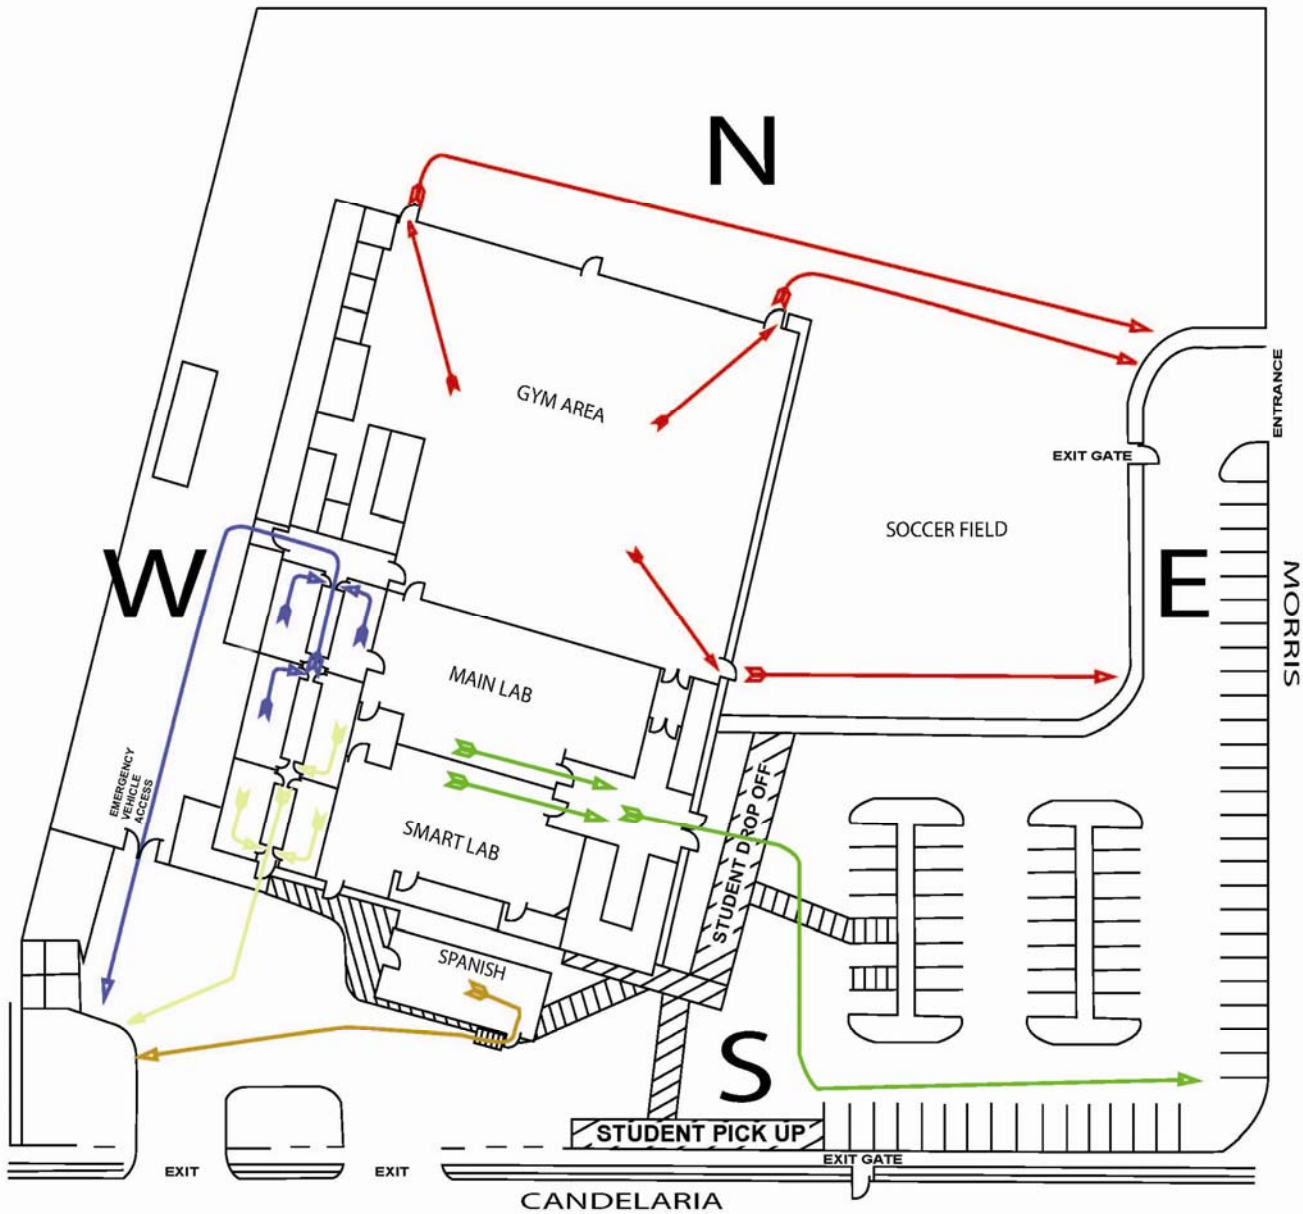 N
GYM AREA
ENTRANCE
EXIT GATE
SOCCER FIELD
W
E
MORRIS
MAIN LAB
EMERGENCY
VEHICLE
ACCESS
SMART LAB
STUDENT DROP OFF
SPANISH
S
STUDENT PICK UP
EXIT
EXIT
EXIT GATE
CANDELARIA